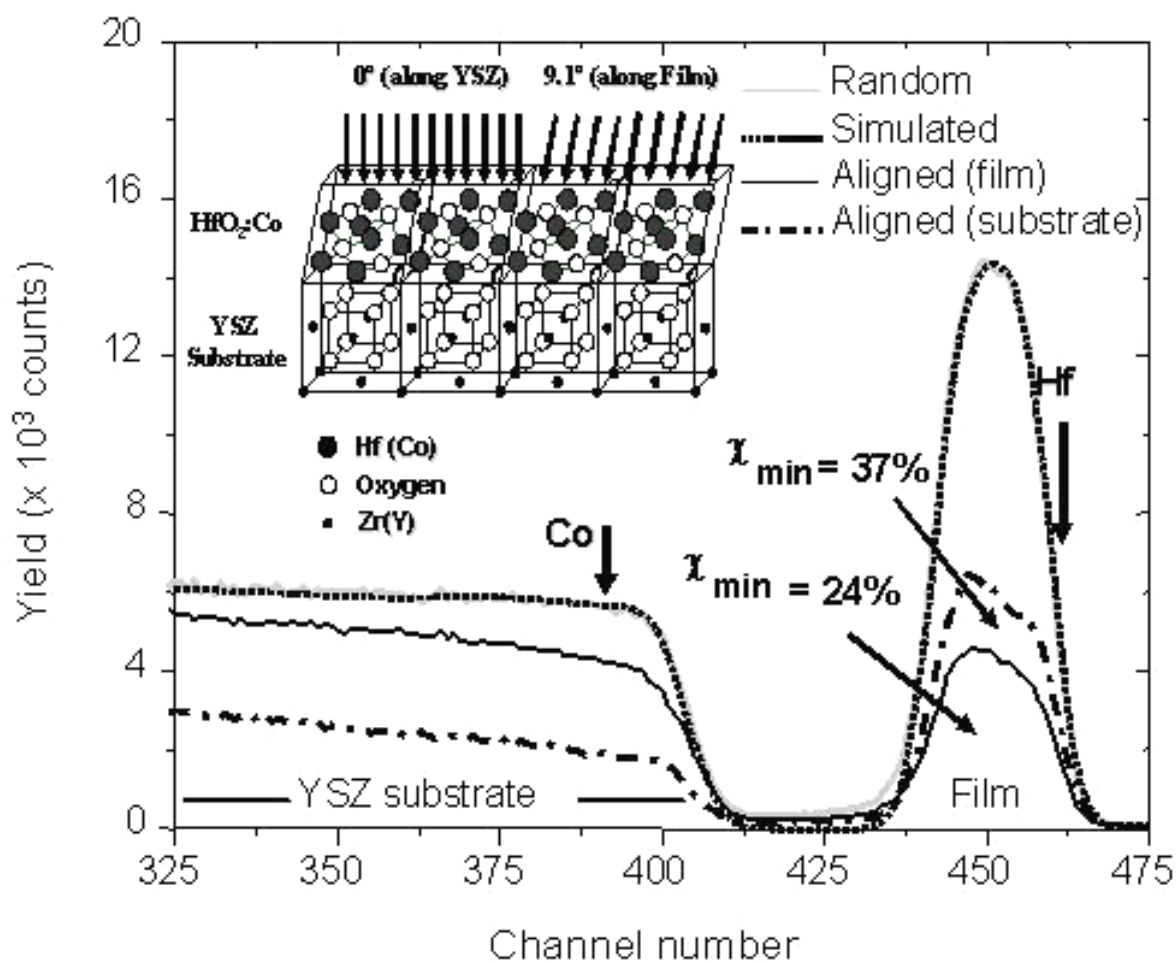 20
16
12
8
4
0
Yield (x 10³ counts)
0° (along YSZ) 9.1° (along Film)
HfO₂:Co
YSZ
Substrate
Hf (Co)
Oxygen
Zr(Y)
Random
Simulated
Aligned (film)
Aligned (substrate)
Hf
χ min = 37%
χ min = 24%
Co
YSZ substrate
Film
325 350 375 400 425 450 475
Channel number